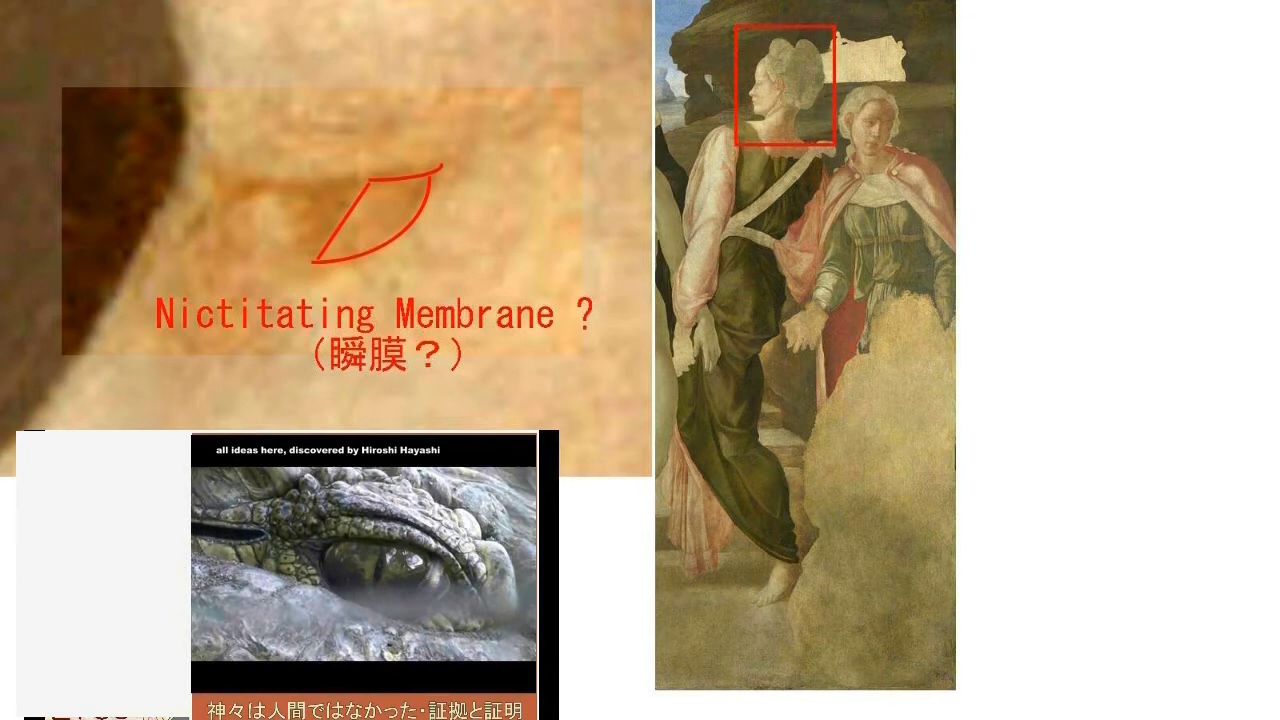 Nictitating Membrane ?
（瞬膜？）
all ideas here, discovered by Hiroshi Hayashi
神々は人間ではなかった・証拠と証明